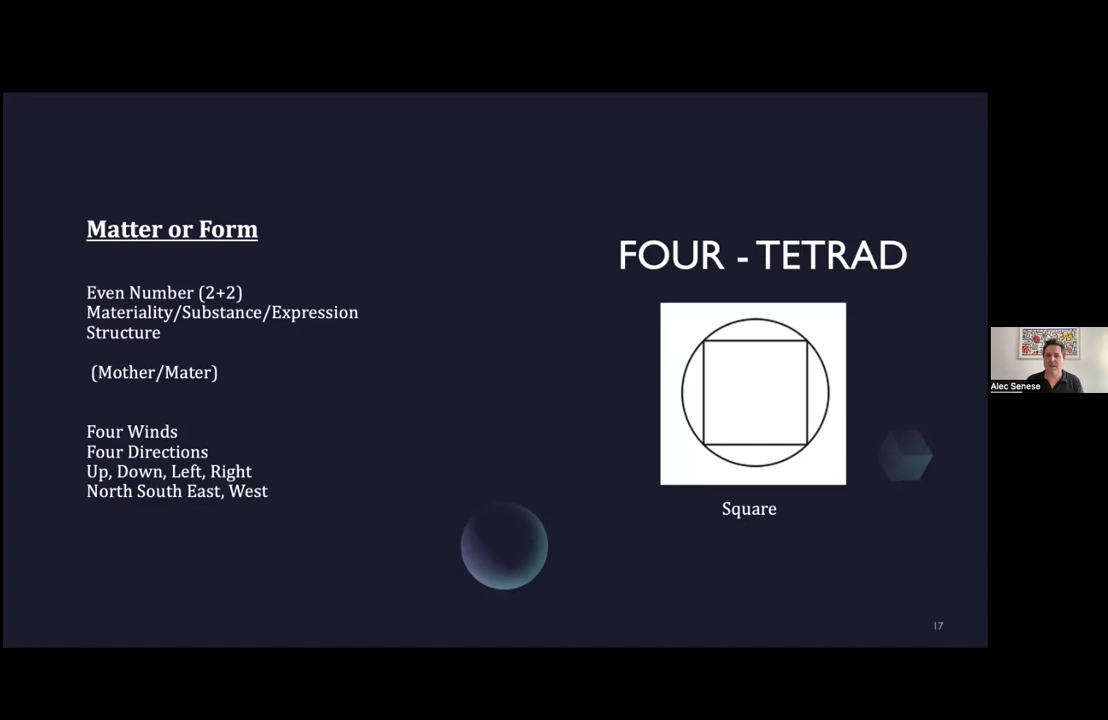 Matter or Form
Even Number (2+2)
Materiality/Substance/Expression
Structure
(Mother/Mater)
Four Winds
Four Directions
Up, Down, Left, Right
North South East, West
FOUR - TETRAD
Square
17
Alec Senese